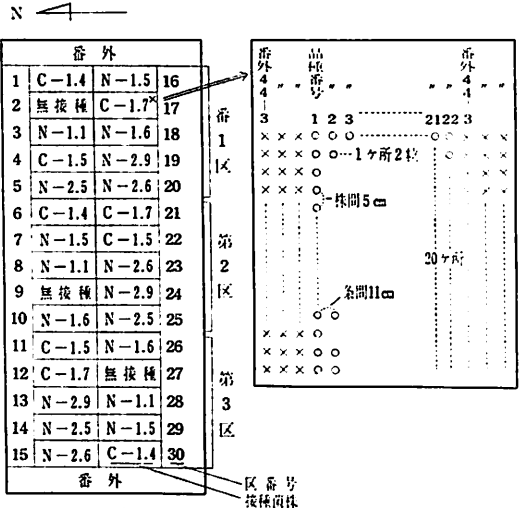 N
番外
1 C-1.4 N-1.5 16
2 無接種 C-1.7× 17
3 N-1.1 N-1.6 18
4 C-1.5 N-2.9 19
5 N-2.5 N-2.6 20
6 C-1.4 C-1.7 21
7 N-1.5 C-1.5 22
8 N-1.1 N-2.6 23
9 無接種 N-2.9 24
10 N-1.6 N-2.5 25
11 C-1.5 N-1.6 26
12 C-1.7 無接種 27
13 N-2.9 N-1.1 28
14 N-2.5 N-1.5 29
15 N-2.6 C-1.4 30
番外
番1区
第2区
第3区
区番号
接種菌株
番外44-3 〃 〃 品種番号 〃 〃 〃 〃 番外44-3 〃 〃
1 2 3 21 22
1ケ所2粒
株間5cm
20ケ所
条間11cm